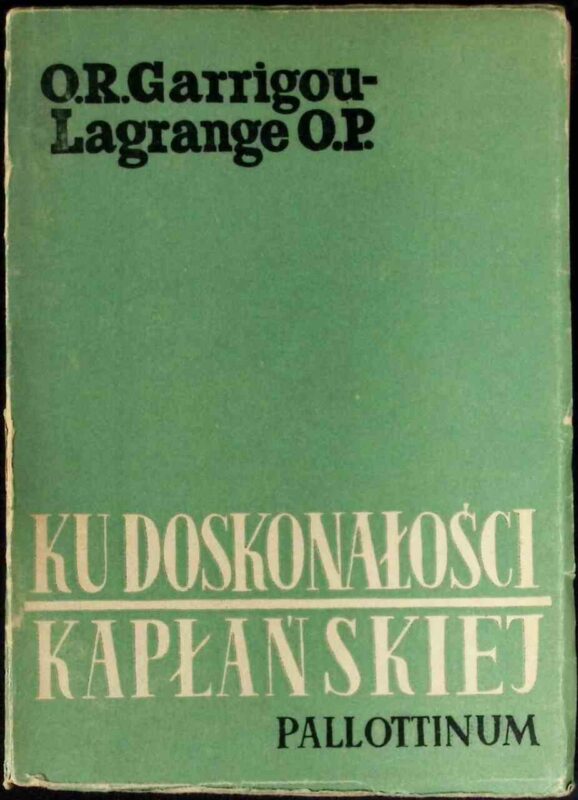 O.R.Garrigou-
Lagrange O.P.
KU DOSKONAŁOŚCI
KAPŁAŃSKIEJ
PALLOTTINUM